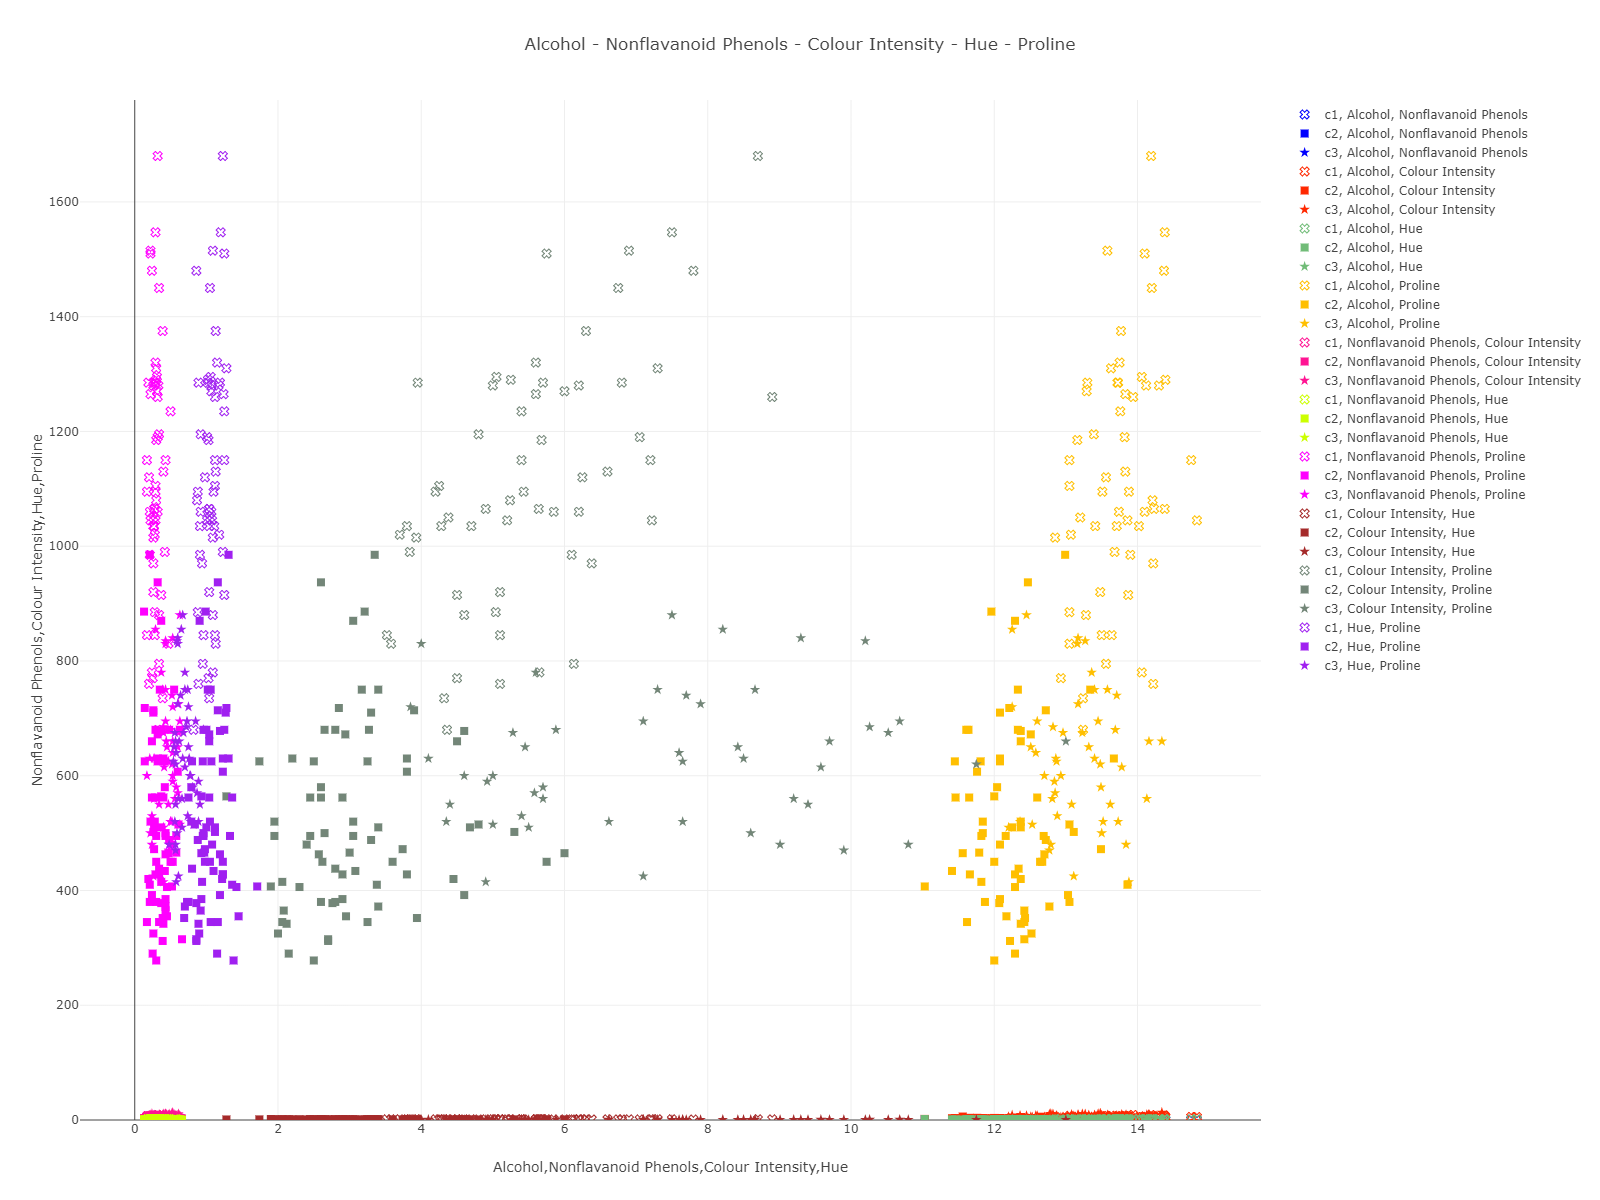 Alcohol - Nonflavanoid Phenols - Colour Intensity - Hue - Proline
Nonflavanoid Phenols,Colour Intensity,Hue,Proline
1600
1400
1200
1000
800
600
400
200
0
0 2 4 6 8 10 12 14
Alcohol,Nonflavanoid Phenols,Colour Intensity,Hue
c1, Alcohol, Nonflavanoid Phenols
c2, Alcohol, Nonflavanoid Phenols
c3, Alcohol, Nonflavanoid Phenols
c1, Alcohol, Colour Intensity
c2, Alcohol, Colour Intensity
c3, Alcohol, Colour Intensity
c1, Alcohol, Hue
c2, Alcohol, Hue
c3, Alcohol, Hue
c1, Alcohol, Proline
c2, Alcohol, Proline
c3, Alcohol, Proline
c1, Nonflavanoid Phenols, Colour Intensity
c2, Nonflavanoid Phenols, Colour Intensity
c3, Nonflavanoid Phenols, Colour Intensity
c1, Nonflavanoid Phenols, Hue
c2, Nonflavanoid Phenols, Hue
c3, Nonflavanoid Phenols, Hue
c1, Nonflavanoid Phenols, Proline
c2, Nonflavanoid Phenols, Proline
c3, Nonflavanoid Phenols, Proline
c1, Colour Intensity, Hue
c2, Colour Intensity, Hue
c3, Colour Intensity, Hue
c1, Colour Intensity, Proline
c2, Colour Intensity, Proline
c3, Colour Intensity, Proline
c1, Hue, Proline
c2, Hue, Proline
c3, Hue, Proline